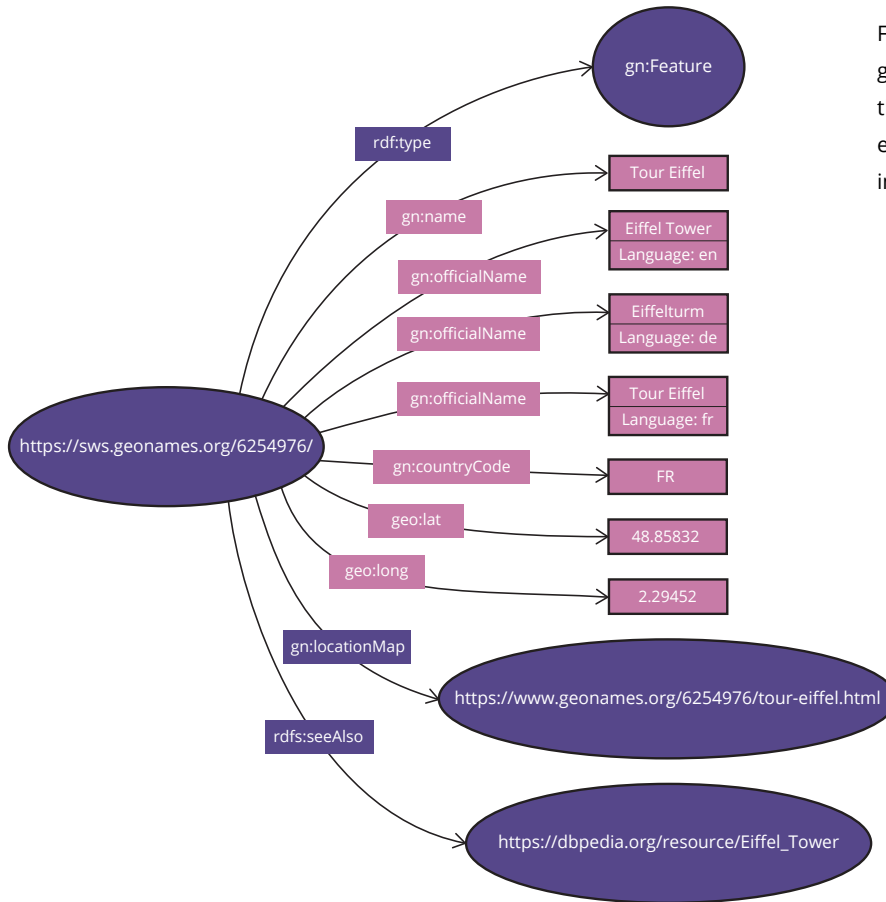 gn:Feature
rdf:type
Tour Eiffel
gn:name
Eiffel Tower
Language: en
gn:officialName
Eiffelturm
Language: de
gn:officialName
Tour Eiffel
Language: fr
gn:officialName
https://sws.geonames.org/6254976/
gn:countryCode
FR
geo:lat
48.85832
geo:long
2.29452
gn:locationMap
https://www.geonames.org/6254976/tour-eiffel.html
rdfs:seeAlso
https://dbpedia.org/resource/Eiffel_Tower